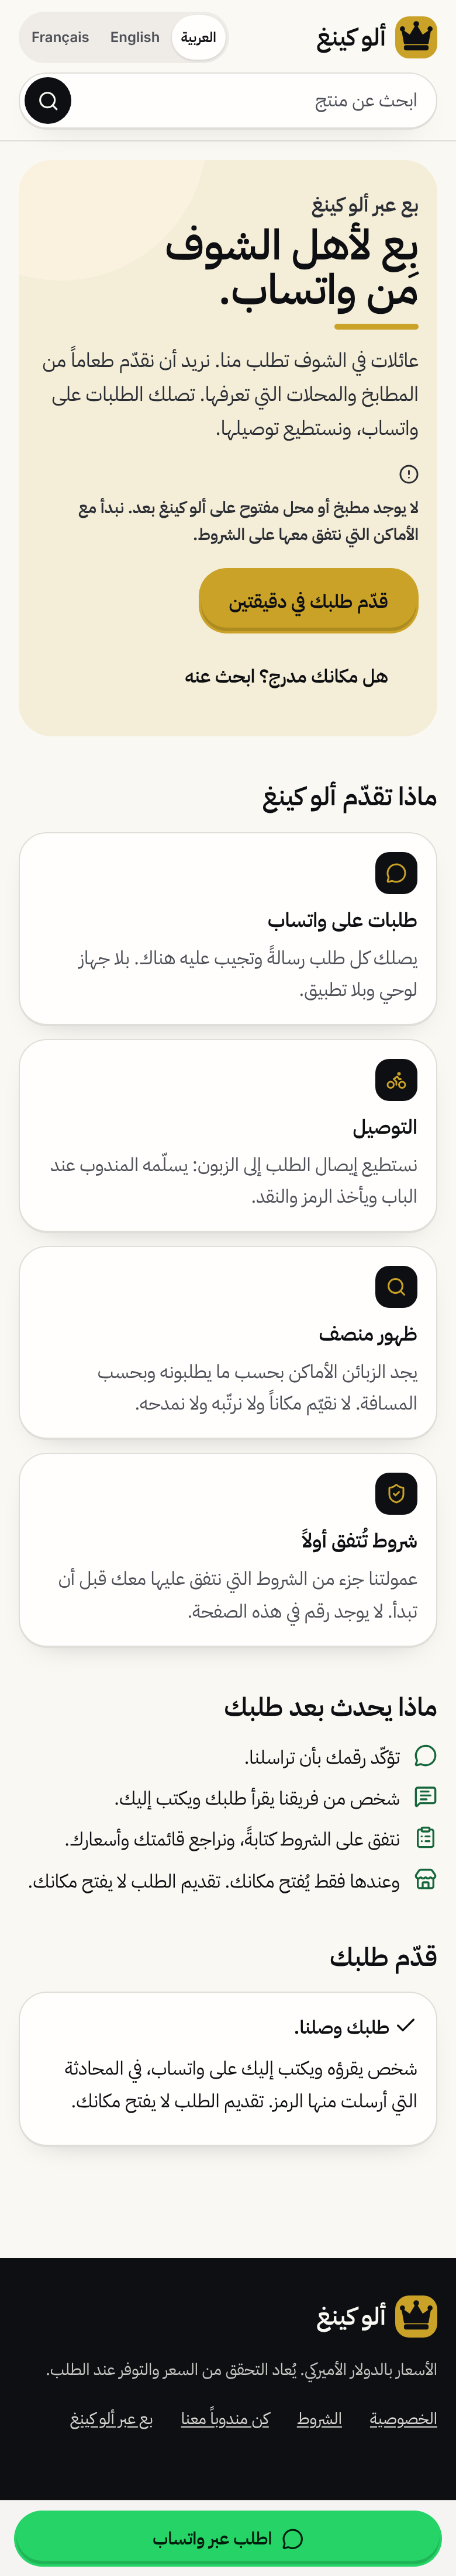 ألو كينغ
العربية
English
Français
ابحث عن منتج
بع عبر ألو كينغ
بِع لأهل الشوف
من واتساب.
عائلات في الشوف تطلب منا. نريد أن نقدّم طعاماً من
المطابخ والمحلات التي تعرفها. تصلك الطلبات على
واتساب، ونستطيع توصيلها.
لا يوجد مطبخ أو محل مفتوح على ألو كينغ بعد. نبدأ مع
الأماكن التي نتفق معها على الشروط.
قدّم طلبك في دقيقتين
هل مكانك مدرج؟ ابحث عنه
ماذا تقدّم ألو كينغ
طلبات على واتساب
يصلك كل طلب رسالةً وتجيب عليه هناك. بلا جهاز
لوحي وبلا تطبيق.
التوصيل
نستطيع إيصال الطلب إلى الزبون: يسلّمه المندوب عند
الباب ويأخذ الرمز والنقد.
ظهور منصف
يجد الزبائن الأماكن بحسب ما يطلبونه وبحسب
المسافة. لا نقيّم مكاناً ولا نرتّبه ولا نمدحه.
شروط تُتفق أولاً
عمولتنا جزء من الشروط التي نتفق عليها معك قبل أن
تبدأ. لا يوجد رقم في هذه الصفحة.
ماذا يحدث بعد طلبك
تؤكّد رقمك بأن تراسلنا.
شخص من فريقنا يقرأ طلبك ويكتب إليك.
نتفق على الشروط كتابةً، ونراجع قائمتك وأسعارك.
وعندها فقط يُفتح مكانك. تقديم الطلب لا يفتح مكانك.
قدّم طلبك
طلبك وصلنا.
شخص يقرؤه ويكتب إليك على واتساب، في المحادثة
التي أرسلت منها الرمز. تقديم الطلب لا يفتح مكانك.
ألو كينغ
الأسعار بالدولار الأميركي. يُعاد التحقق من السعر والتوفر عند الطلب.
الخصوصية
الشروط
كن مندوباً معنا
بع عبر ألو كينغ
اطلب عبر واتساب